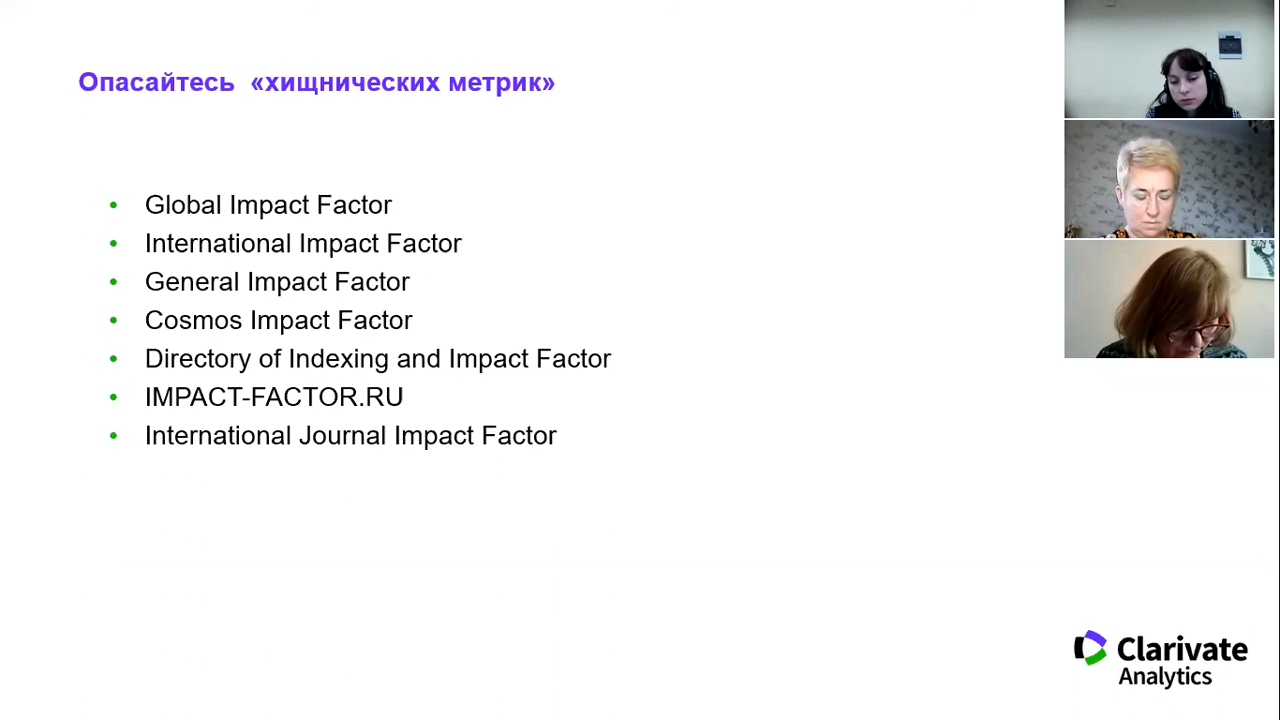 Опасайтесь «хищнических метрик»
• Global Impact Factor
• International Impact Factor
• General Impact Factor
• Cosmos Impact Factor
• Directory of Indexing and Impact Factor
• IMPACT-FACTOR.RU
• International Journal Impact Factor
Clarivate
Analytics